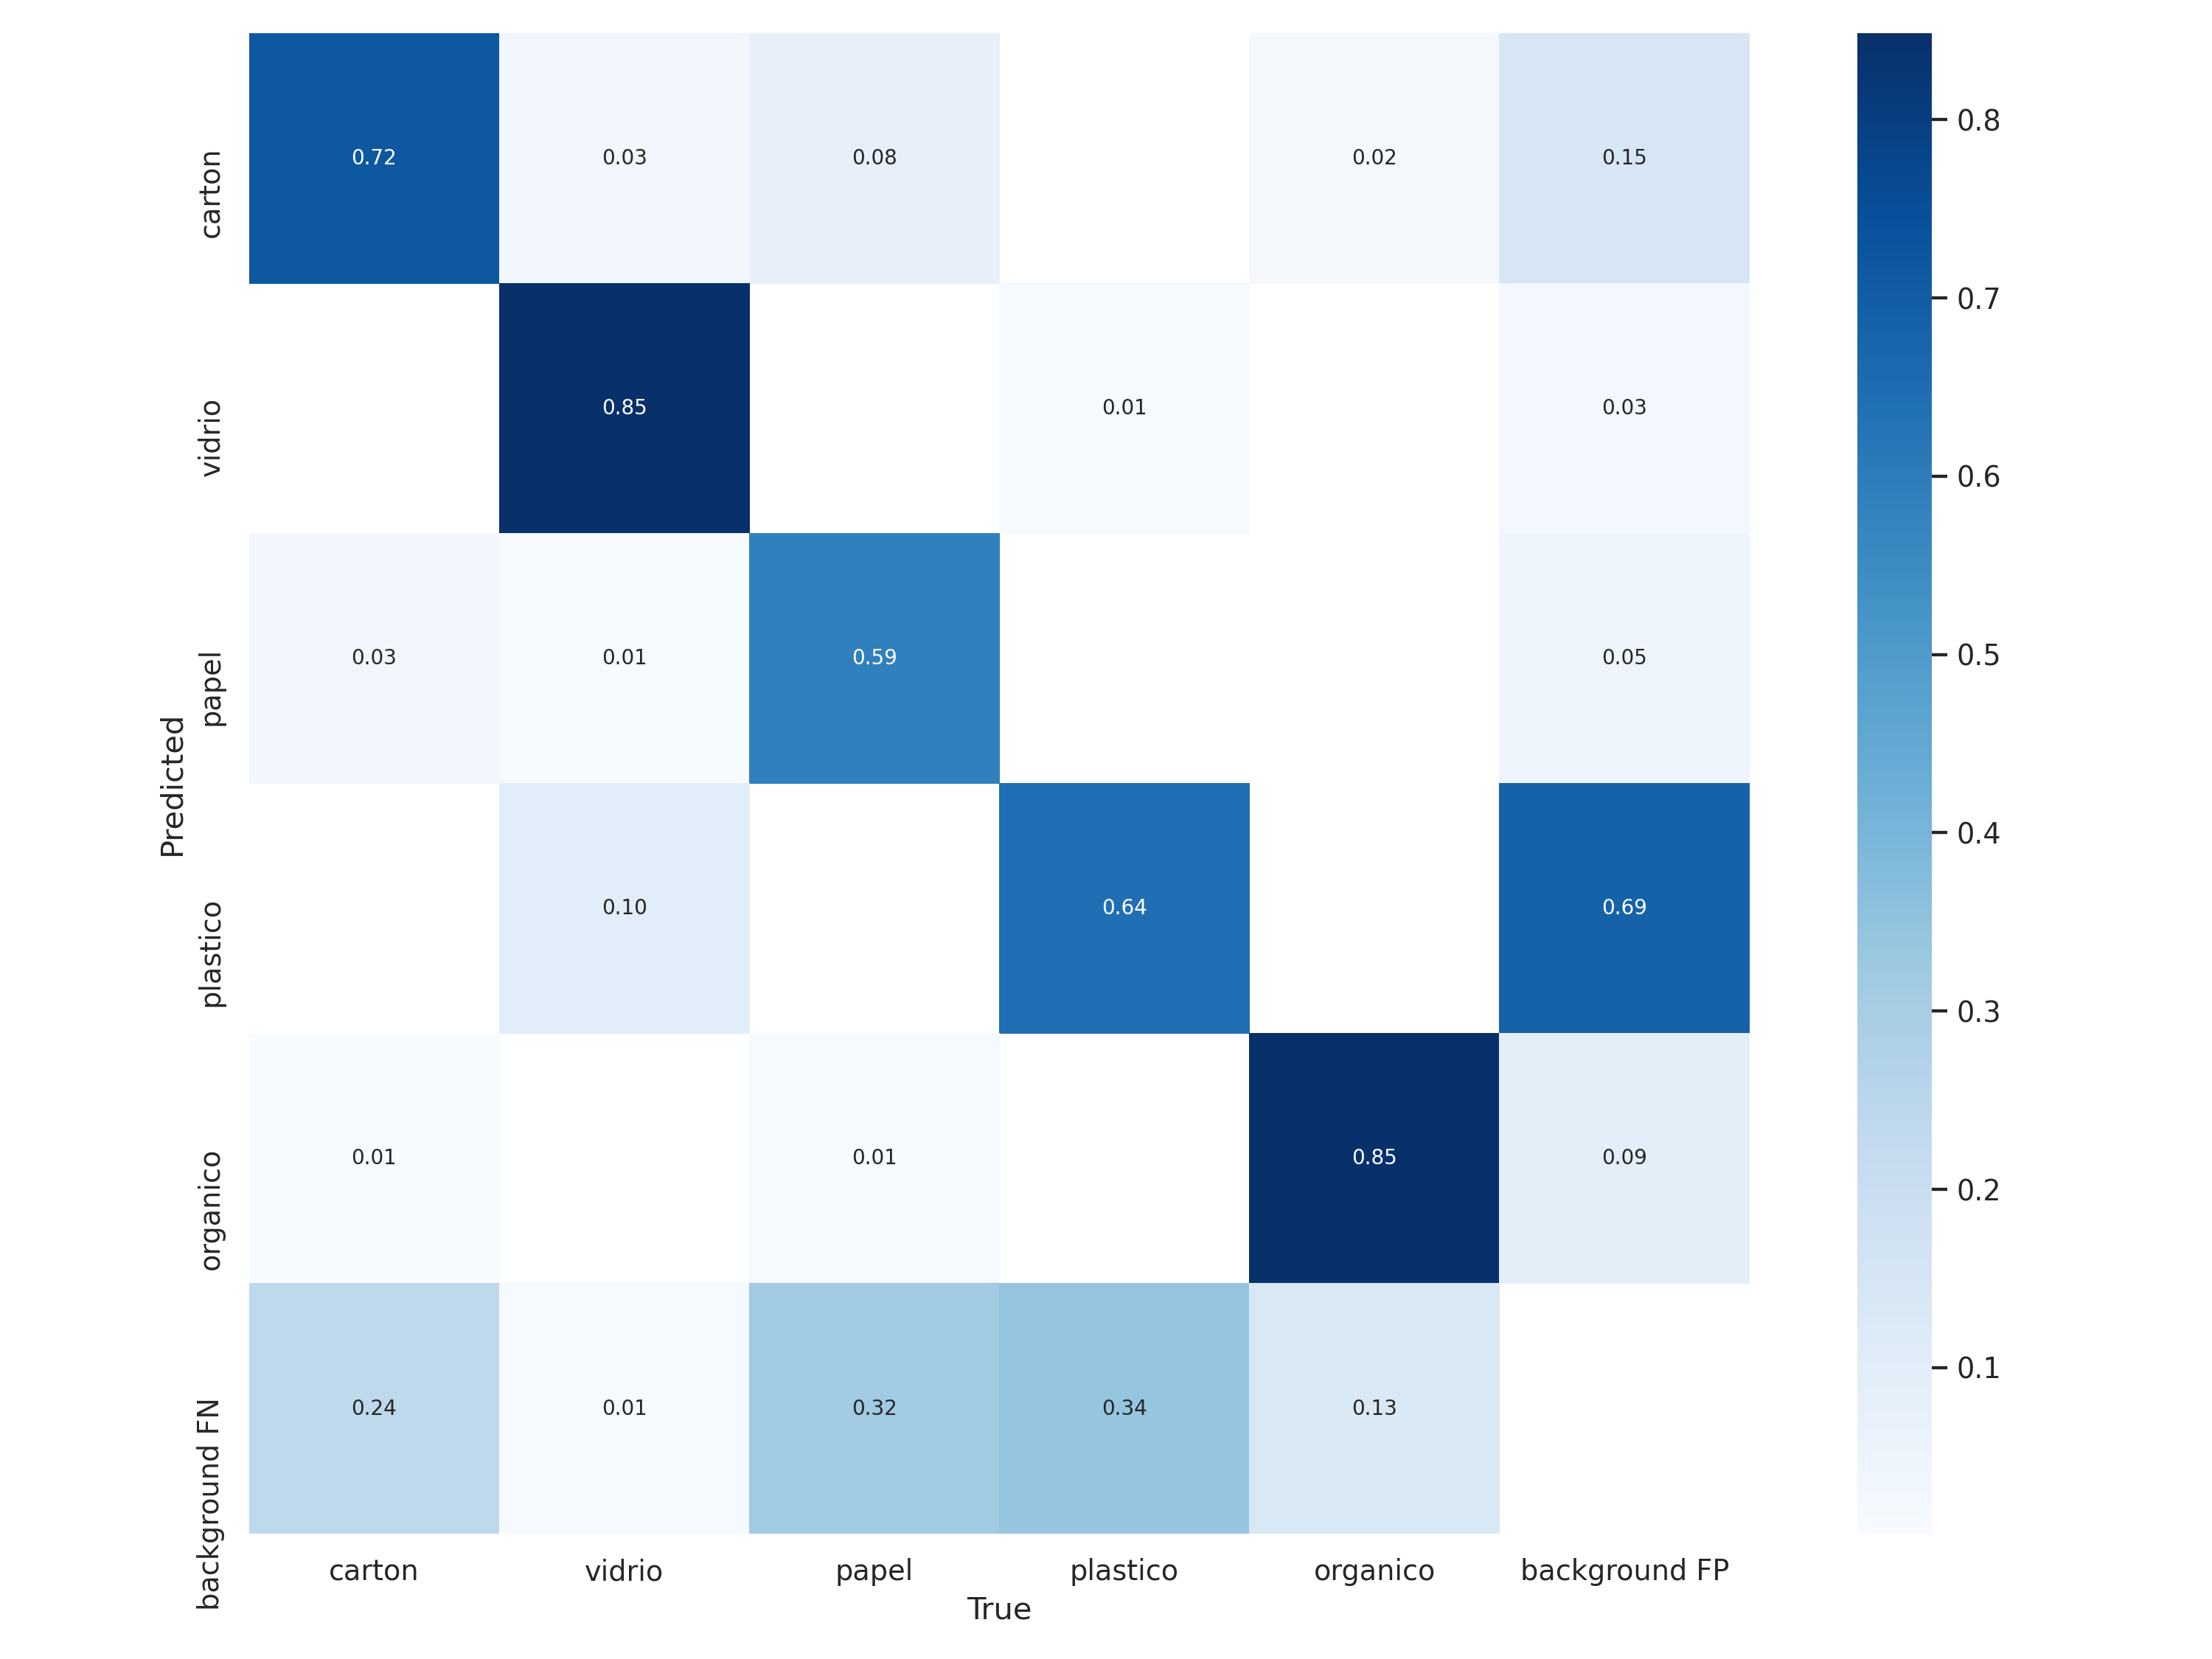 carton 0.72 0.03 0.08 0.02 0.15
vidrio 0.85 0.01 0.03
papel 0.03 0.01 0.59 0.05
plastico 0.10 0.64 0.69
organico 0.01 0.01 0.85 0.09
background FN 0.24 0.01 0.32 0.34 0.13
Predicted
carton vidrio papel plastico organico background FP
True
0.8
0.7
0.6
0.5
0.4
0.3
0.2
0.1